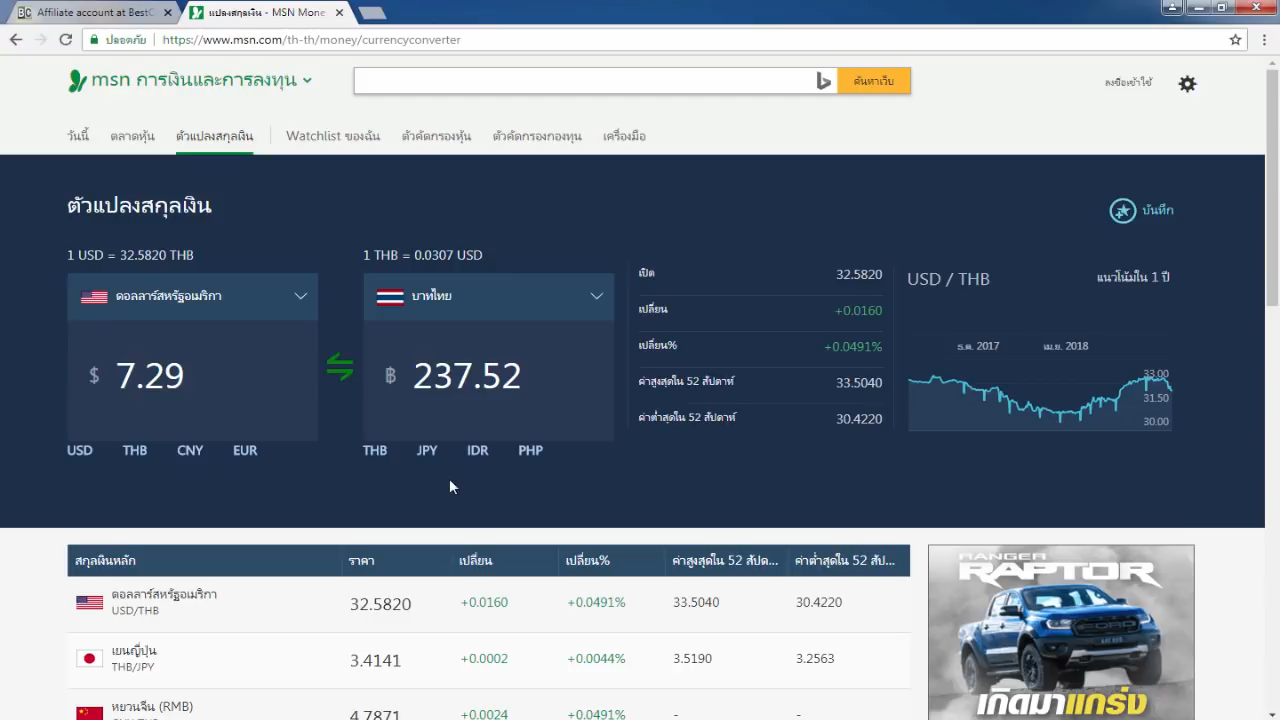 Affiliate account at BestC
แปลงสกุลเงิน - MSN Mone
ปลอดภัย
https://www.msn.com/th-th/money/currencyconverter
msn การเงินและการลงทุน
ค้นหาเว็บ
ลงชื่อเข้าใช้
วันนี้ ตลาดหุ้น ตัวแปลงสกุลเงิน Watchlist ของฉัน ตัวคัดกรองหุ้น ตัวคัดกรองกองทุน เครื่องมือ
ตัวแปลงสกุลเงิน
บันทึก
1 USD = 32.5820 THB
1 THB = 0.0307 USD
ดอลลาร์สหรัฐอเมริกา
บาทไทย
$ 7.29
฿ 237.52
USD THB CNY EUR
THB JPY IDR PHP
เปิด 32.5820
เปลี่ยน +0.0160
เปลี่ยน% +0.0491%
ค่าสูงสุดใน 52 สัปดาห์ 33.5040
ค่าต่ำสุดใน 52 สัปดาห์ 30.4220
USD / THB แนวโน้มใน 1 ปี
ธ.ค. 2017 เม.ย. 2018
33.00
31.50
30.00
สกุลเงินหลัก ราคา เปลี่ยน เปลี่ยน% ค่าสูงสุดใน 52 สัปด... ค่าต่ำสุดใน 52 สัป...
ดอลลาร์สหรัฐอเมริกา
USD/THB 32.5820 +0.0160 +0.0491% 33.5040 30.4220
เยนญี่ปุ่น
THB/JPY 3.4141 +0.0002 +0.0044% 3.5190 3.2563
หยวนจีน (RMB)
4.7871 +0.0024 +0.0491% - -
RANGER
RAPTOR
เกิดมาแกร่ง